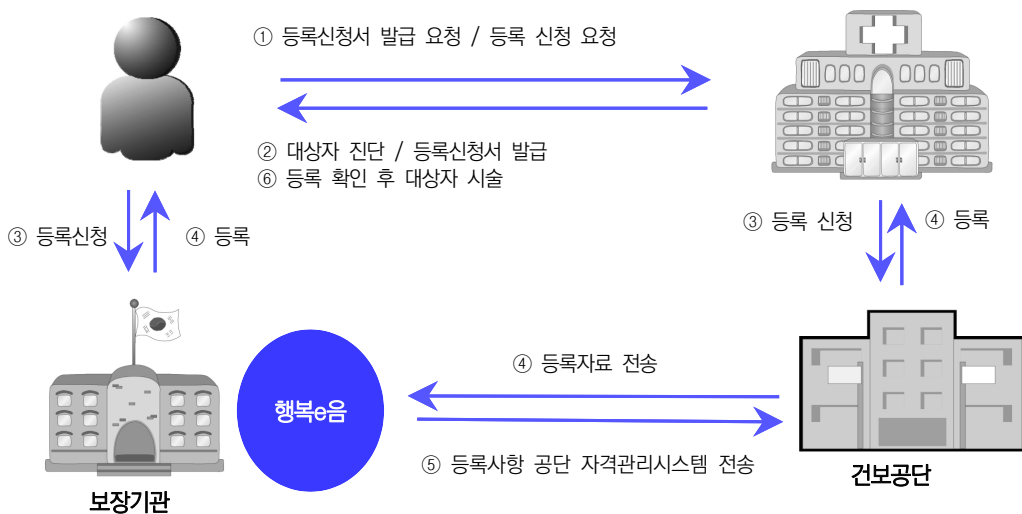 ① 등록신청서 발급 요청 / 등록 신청 요청
② 대상자 진단 / 등록신청서 발급
⑥ 등록 확인 후 대상자 시술
③ 등록신청
④ 등록
③ 등록 신청
④ 등록
④ 등록자료 전송
행복e음
⑤ 등록사항 공단 자격관리시스템 전송
보장기관
건보공단